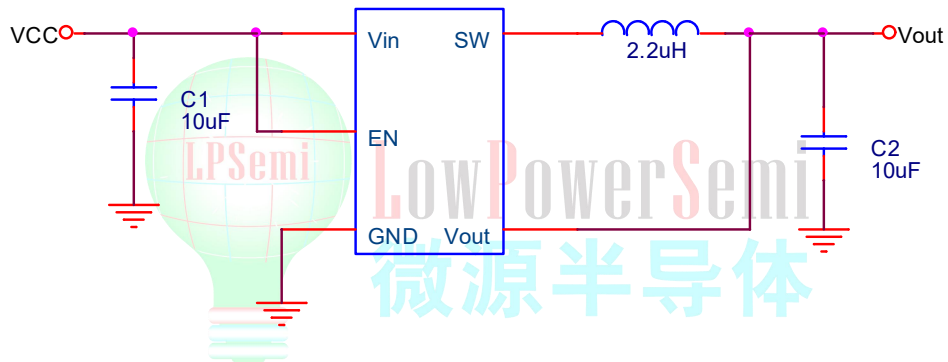 VCC
Vin
SW
2.2uH
Vout
C1
10uF
EN
C2
10uF
LPSemi
LowPowerSemi
GND
Vout
微源半导体